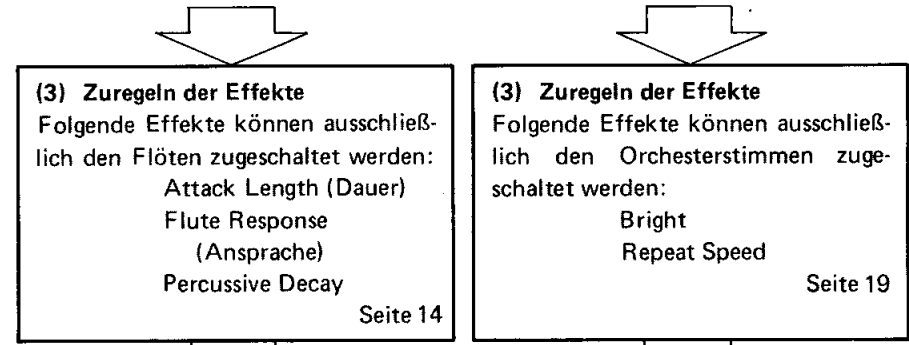 (3) Zuregeln der Effekte
Folgende Effekte können ausschließ-
lich den Flöten zugeschaltet werden:
Attack Length (Dauer)
Flute Response
(Ansprache)
Percussive Decay
Seite 14
(3) Zuregeln der Effekte
Folgende Effekte können ausschließ-
lich den Orchesterstimmen zuge-
schaltet werden:
Bright
Repeat Speed
Seite 19